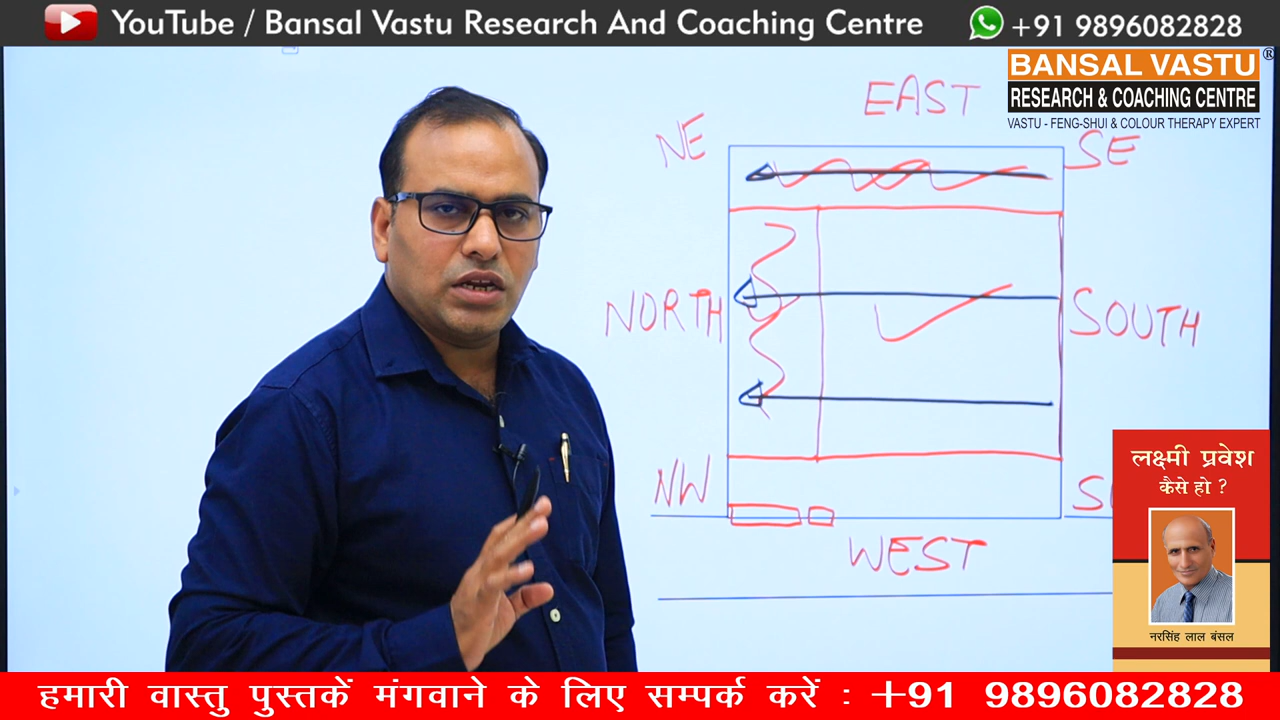 YouTube / Bansal Vastu Research And Coaching Centre
+91 9896082828
BANSAL VASTU®
RESEARCH & COACHING CENTRE
VASTU - FENG-SHUI & COLOUR THERAPY EXPERT
EAST
NE
SE
NORTH
SOUTH
NW
WEST
लक्ष्मी प्रवेश
कैसे हो ?
नरसिंह लाल बंसल
हमारी वास्तु पुस्तकें मंगवाने के लिए सम्पर्क करें : +91 9896082828